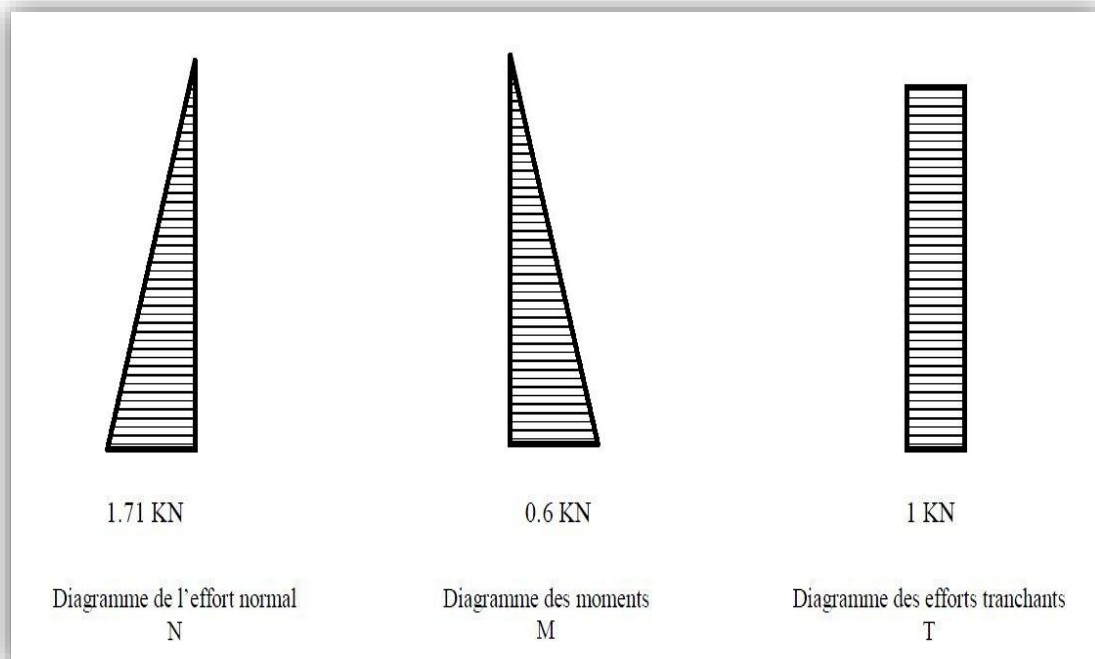 1.71 KN
0.6 KN
1 KN
Diagramme de l’effort normal
N
Diagramme des moments
M
Diagramme des efforts tranchants
T